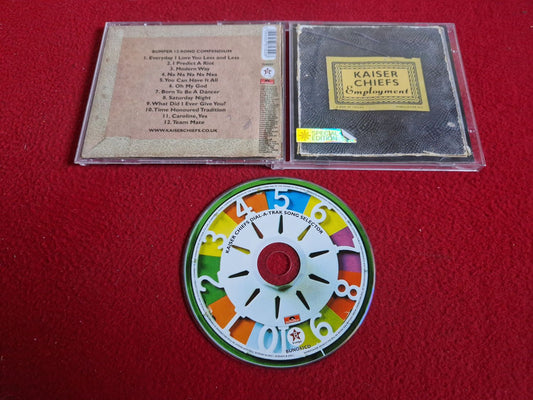 BUMPER 12-SONG COMPENDIUM
1. Everyday I Love You Less and Less
2. I Predict A Riot
3. Modern Way
4. Na Na Na Na Naa
5. You Can Have It All
6. Oh My God
7. Born To Be A Dancer
8. Saturday Night
9. What Did I Ever Give You?
10. Time Honoured Tradition
11. Caroline, Yes
12. Team Mate
WWW.KAISERCHIEFS.CO.UK
KAISER
CHIEFS
Employment
SPECIAL
EDITION
KAISER CHIEFS DIAL-A-TRAK SONG SELECTOR
1 2 3 4 5 6 7 8 9 0
BUNGRICD